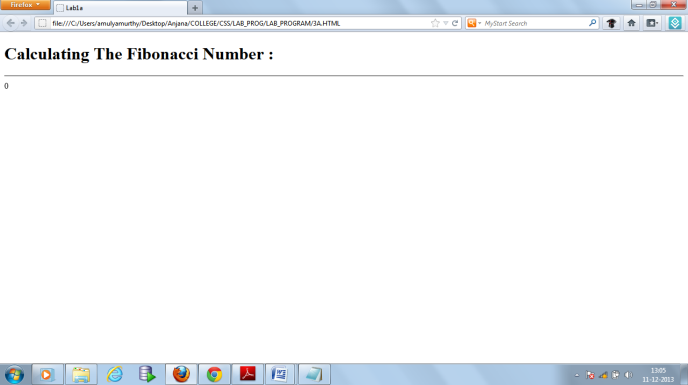 Firefox
Lab1a
file:///C:/Users/amulyamurthy/Desktop/Anjana/COLLEGE/CSS/LAB_PROG/LAB_PROGRAM/3A.HTML
MyStart Search
Calculating The Fibonacci Number :
0
13:05
11-12-2013